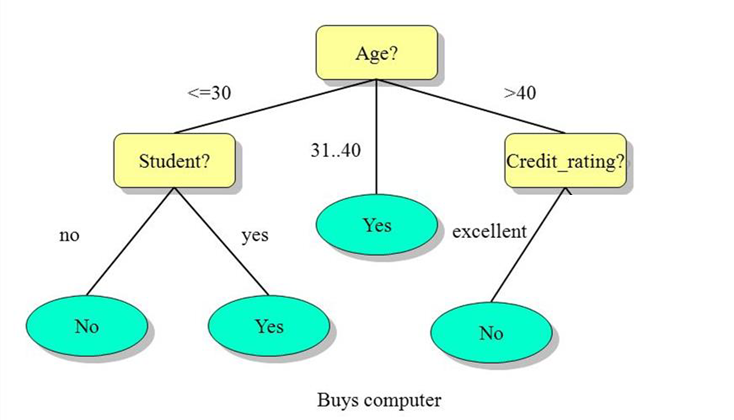 Age?
<=30
>40
31..40
Student?
Credit_rating?
Yes
no
yes
excellent
No
Yes
No
Buys computer